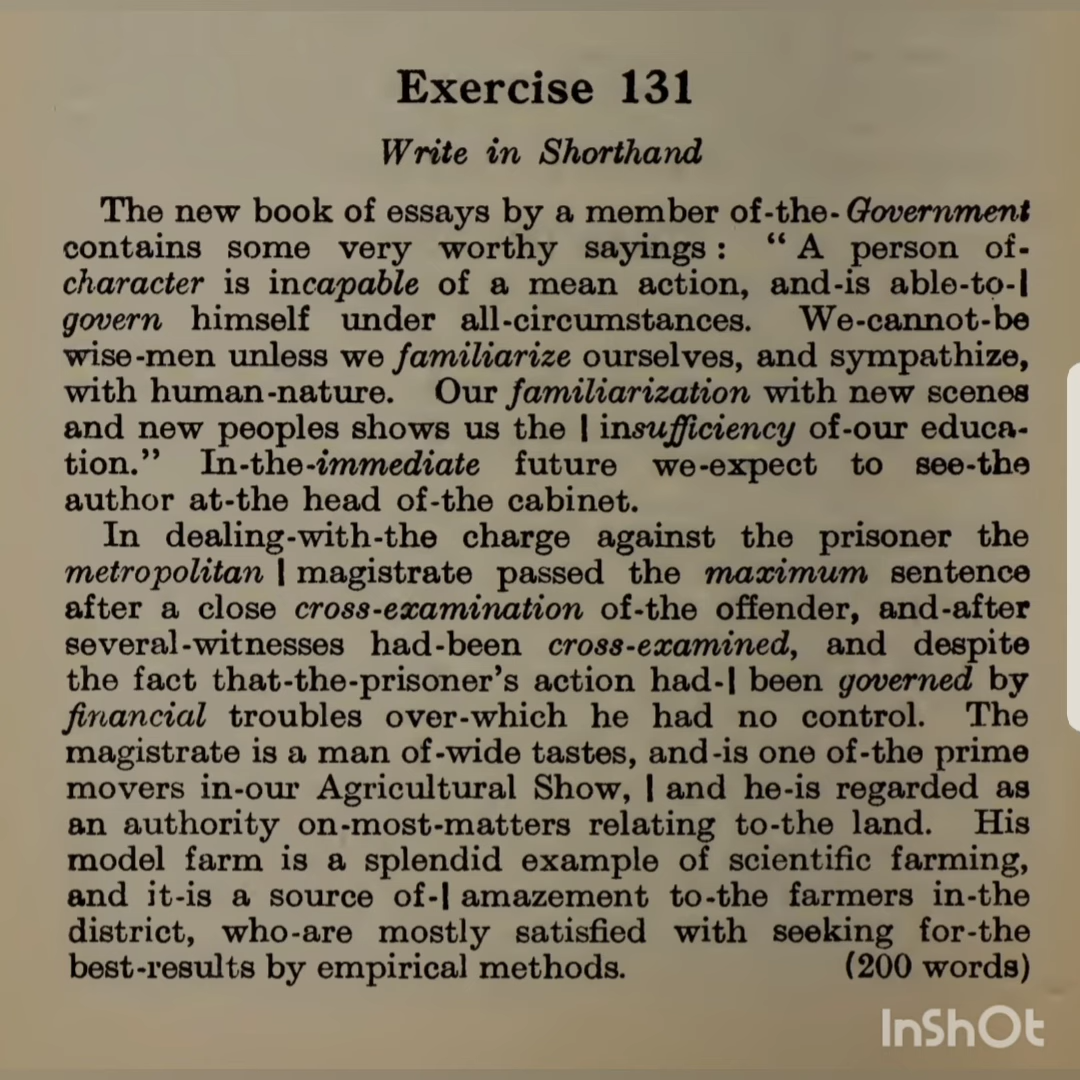 Exercise 131
Write in Shorthand
The new book of essays by a member of-the-Government
contains some very worthy sayings : “ A person of-
character is incapable of a mean action, and-is able-to-|
govern himself under all-circumstances. We-cannot-be
wise-men unless we familiarize ourselves, and sympathize,
with human-nature. Our familiarization with new scenes
and new peoples shows us the | insufficiency of-our educa-
tion.” In-the-immediate future we-expect to see-the
author at-the head of-the cabinet.
In dealing-with-the charge against the prisoner the
metropolitan | magistrate passed the maximum sentence
after a close cross-examination of-the offender, and-after
several-witnesses had-been cross-examined, and despite
the fact that-the-prisoner’s action had-| been governed by
financial troubles over-which he had no control. The
magistrate is a man of-wide tastes, and-is one of-the prime
movers in-our Agricultural Show, | and he-is regarded as
an authority on-most-matters relating to-the land. His
model farm is a splendid example of scientific farming,
and it-is a source of-| amazement to-the farmers in-the
district, who-are mostly satisfied with seeking for-the
best-results by empirical methods. (200 words)
InShOt